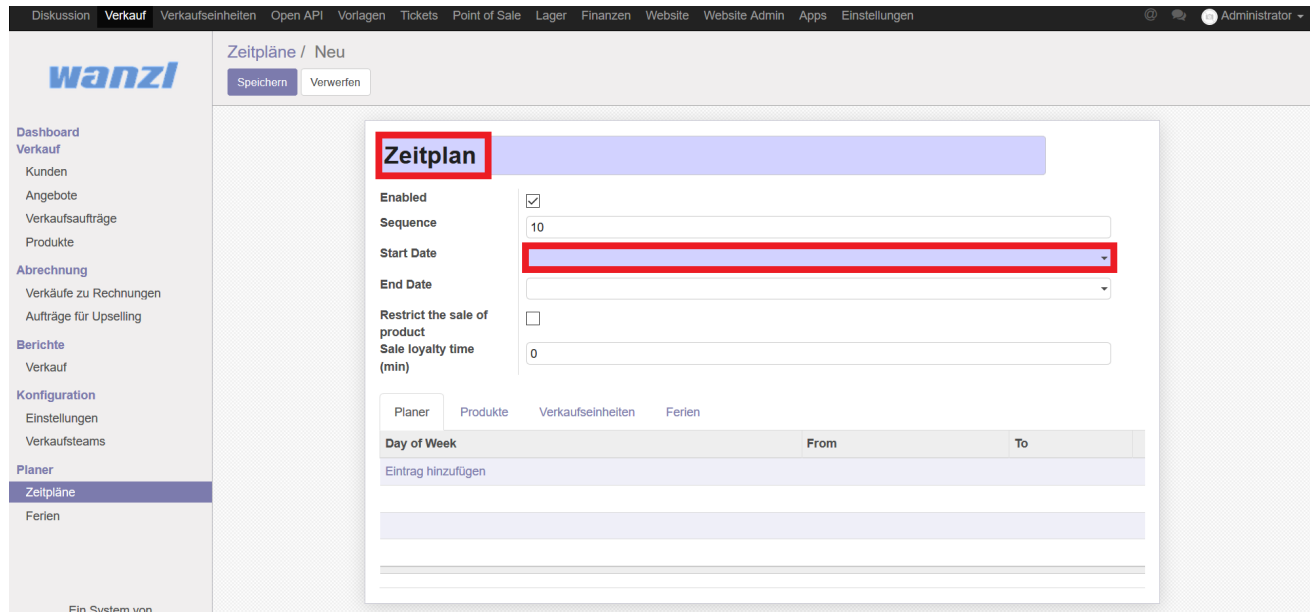 Diskussion Verkauf Verkaufseinheiten Open API Vorlagen Tickets Point of Sale Lager Finanzen Website Website Admin Apps Einstellungen @ Administrator
wanzl
Zeitpläne / Neu
Speichern Verwerfen
Dashboard
Verkauf
Kunden
Angebote
Verkaufsaufträge
Produkte
Abrechnung
Verkäufe zu Rechnungen
Aufträge für Upselling
Berichte
Verkauf
Konfiguration
Einstellungen
Verkaufsteams
Planer
Zeitpläne
Ferien
Ein System von
Zeitplan
Enabled
Sequence 10
Start Date
End Date
Restrict the sale of
product
Sale loyalty time
(min) 0
Planer Produkte Verkaufseinheiten Ferien
Day of Week From To
Eintrag hinzufügen